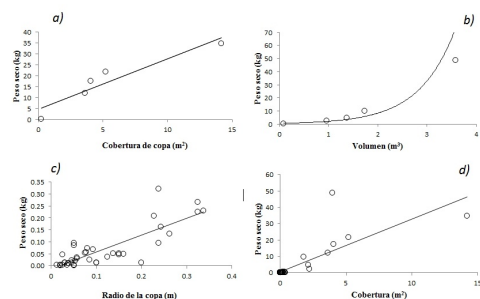 a)
Peso seco (kg)
40
35
30
25
20
15
10
5
0
0 5 10 15
Cobertura de copa (m²)
b)
Peso seco (kg)
70
60
50
40
30
20
10
0
0 1 2 3 4
Volumen (m³)
c)
Peso seco (kg)
0.35
0.30
0.25
0.20
0.15
0.10
0.05
0.00
0 0.1 0.2 0.3 0.4
Radio de la copa (m)
d)
Peso seco (kg)
60
50
40
30
20
10
0
0 5 10 15
Cobertura (m²)